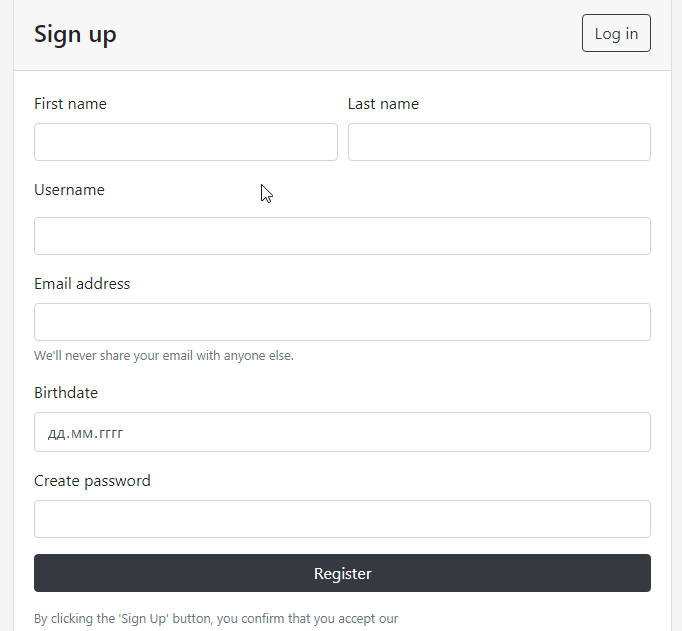 Sign up
Log in
First name
Last name
Username
Email address
We'll never share your email with anyone else.
Birthdate
дд.мм.гггг
Create password
Register
By clicking the 'Sign Up' button, you confirm that you accept our